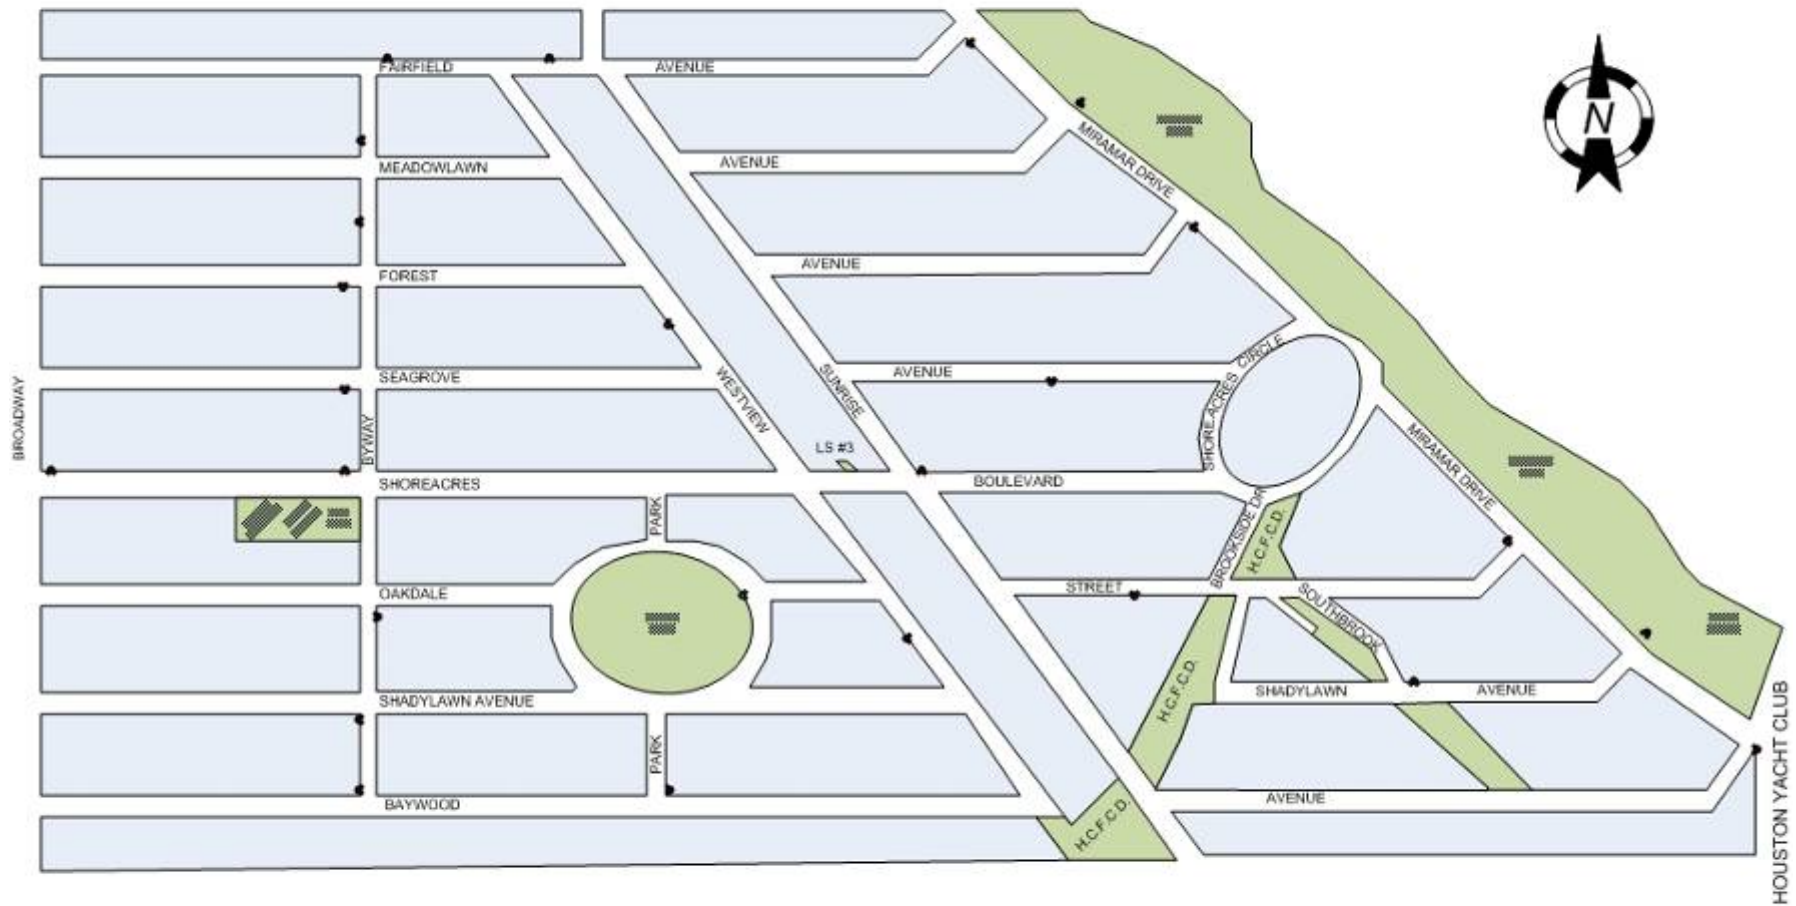 FAIRFIELD
AVENUE
N
MIRAMAR DRIVE
MEADOWLAWN
AVENUE
FOREST
AVENUE
SEAGROVE
AVENUE
SHOREACRES CIRCLE
BROADWAY
BYWAY
WESTVIEW
SUNRISE
LS #3
MIRAMAR DRIVE
SHOREACRES
BOULEVARD
PARK
BROOKSIDE DR
H.C.F.C.D.
OAKDALE
STREET
SOUTHBROOK
H.C.F.C.D.
SHADYLAWN AVENUE
SHADYLAWN
AVENUE
PARK
BAYWOOD
AVENUE
H.C.F.C.D.
HOUSTON YACHT CLUB